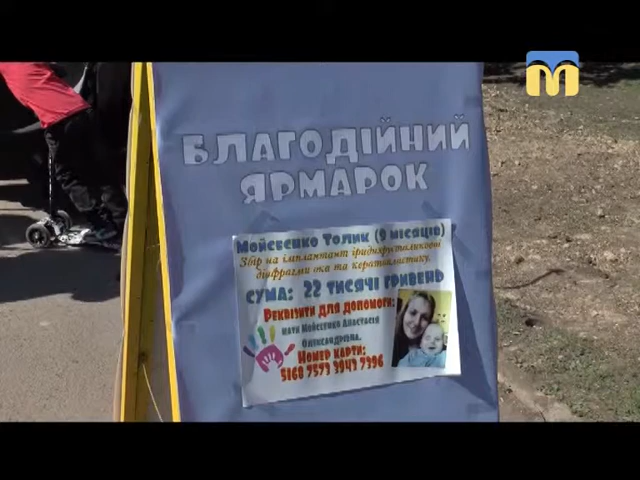 БЛАГОДІЙНИЙ
ЯРМАРОК
Мойсеєнко Толик (9 місяців)
Збір на імплантант іридохрусталикової
діафрагми ока та кератопластику.
СУМА: 22 ТИСЯЧІ ГРИВЕНЬ
Реквізити для допомоги:
мати Мойсеєнко Анастасія
Олександрівна.
Номер карти:
5168 7573 3943 7396